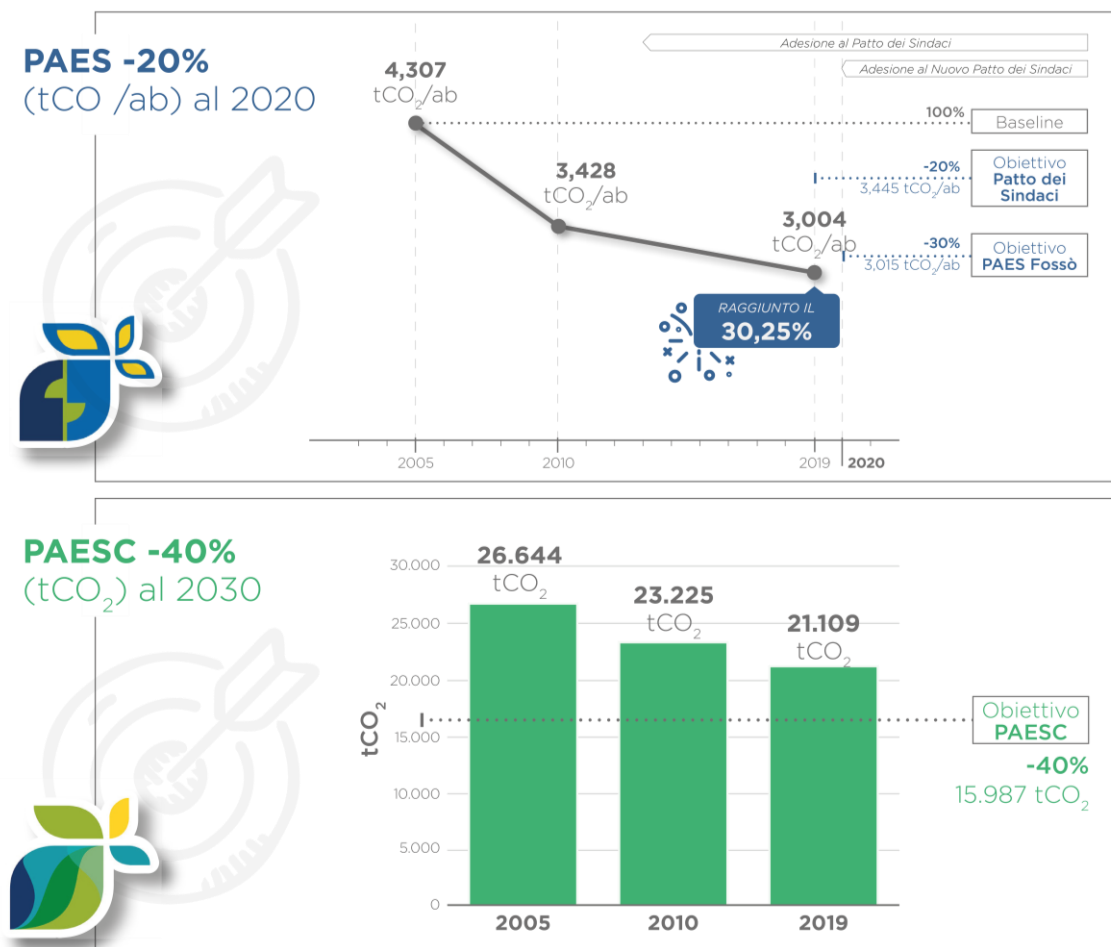 PAES -20%
(tCO /ab) al 2020
Adesione al Patto dei Sindaci
Adesione al Nuovo Patto dei Sindaci
4,307
tCO₂/ab
100%
Baseline
3,428
tCO₂/ab
-20%
3,445 tCO₂/ab
Obiettivo
Patto dei
Sindaci
3,004
tCO₂/ab
-30%
3,015 tCO₂/ab
Obiettivo
PAES Fossò
RAGGIUNTO IL
30,25%
2005
2010
2019
2020
PAESC -40%
(tCO₂) al 2030
30.000
25.000
20.000
15.000
10.000
5.000
0
tCO₂
26.644
tCO₂
23.225
tCO₂
21.109
tCO₂
Obiettivo
PAESC
-40%
15.987 tCO₂
2005
2010
2019